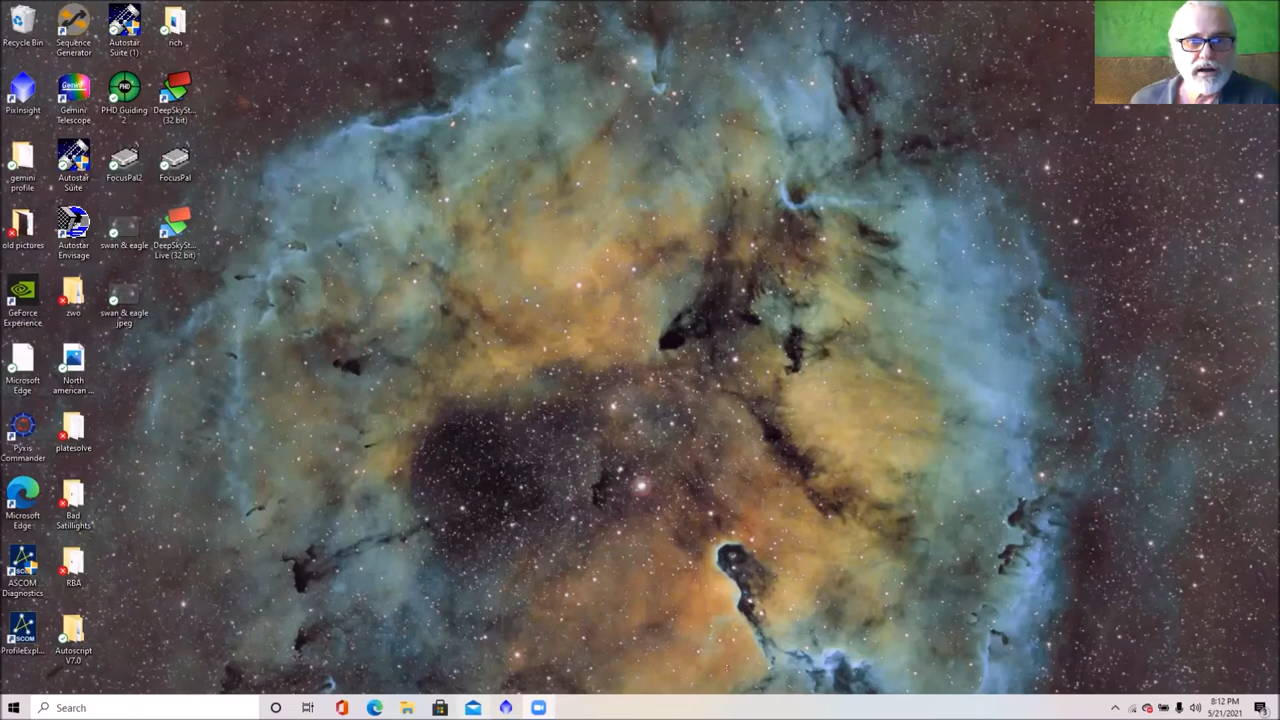 Recycle Bin
Sequence
Generator
Autostar
Suite (1)
rich
PixInsight
Gemini
Telescope
PHD Guiding
2
DeepSkySt...
(32 bit)
gemini
profile
Autostar
Suite
FocusPal2
FocusPal
old pictures
Autostar
Envisage
swan & eagle
DeepSkySt...
Live (32 bit)
GeForce
Experience
zwo
swan & eagle
jpeg
Microsoft
Edge
North
american ...
Pyxis
Commander
platesolve
Microsoft
Edge
Bad
Satillights
ASCOM
Diagnostics
RBA
ProfileExpl...
Autoscript
V7.0
Search
8:12 PM
5/21/2021